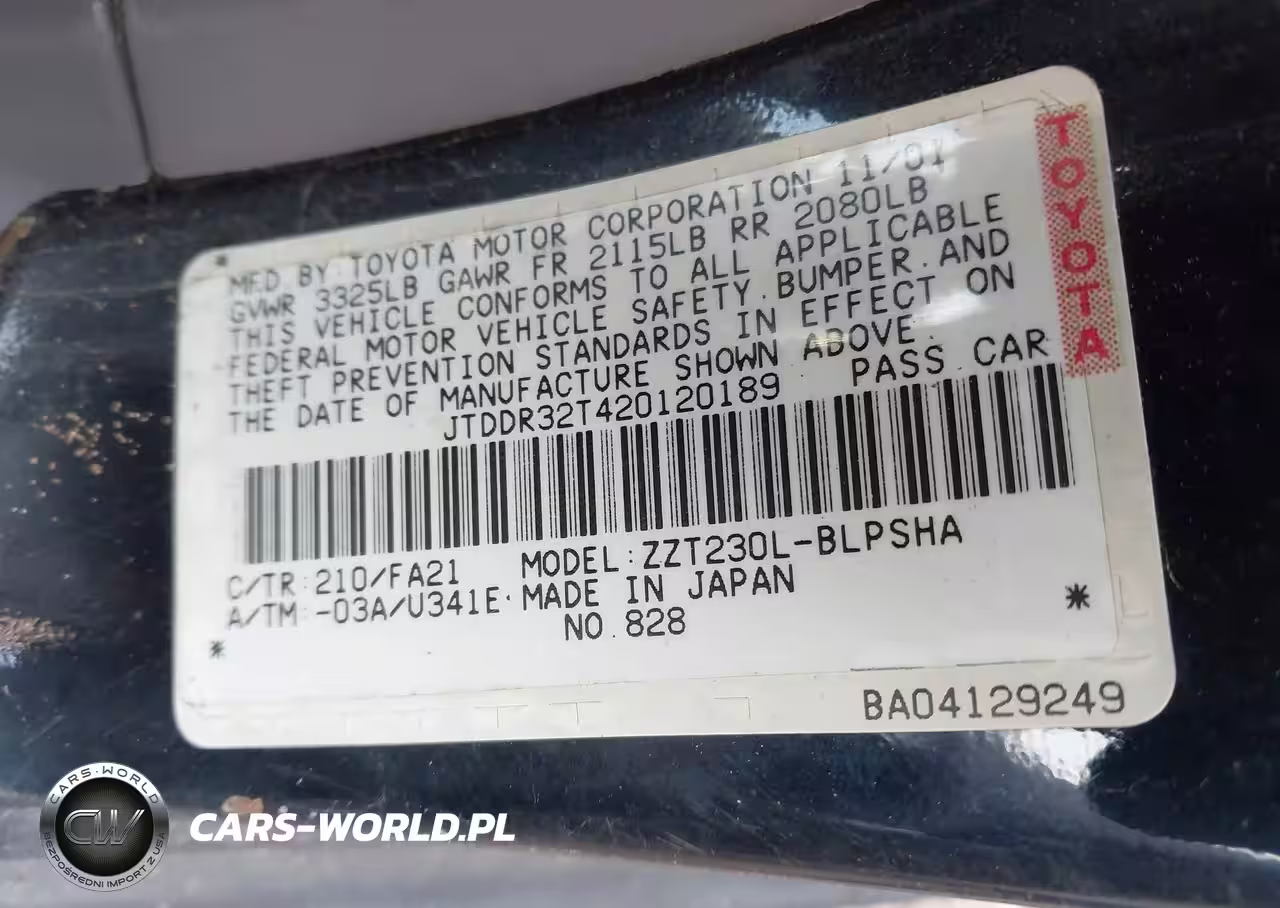 MFD. BY: TOYOTA MOTOR CORPORATION 11/01
GVWR 3325LB GAWR FR 2115LB RR 2080LB
THIS VEHICLE CONFORMS TO ALL APPLICABLE
FEDERAL MOTOR VEHICLE SAFETY. BUMPER. AND
THEFT PREVENTION STANDARDS IN EFFECT ON
THE DATE OF MANUFACTURE SHOWN ABOVE.
JTDDR32T420120189 PASS. CAR
TOYOTA
C/TR:210/FA21 MODEL:ZZT230L-BLPSHA
A/TM:-03A/U341E MADE IN JAPAN
NO.828
BA04129249
CARS-WORLD
CW
BEZPOŚREDNI IMPORT Z USA
CARS-WORLD.PL